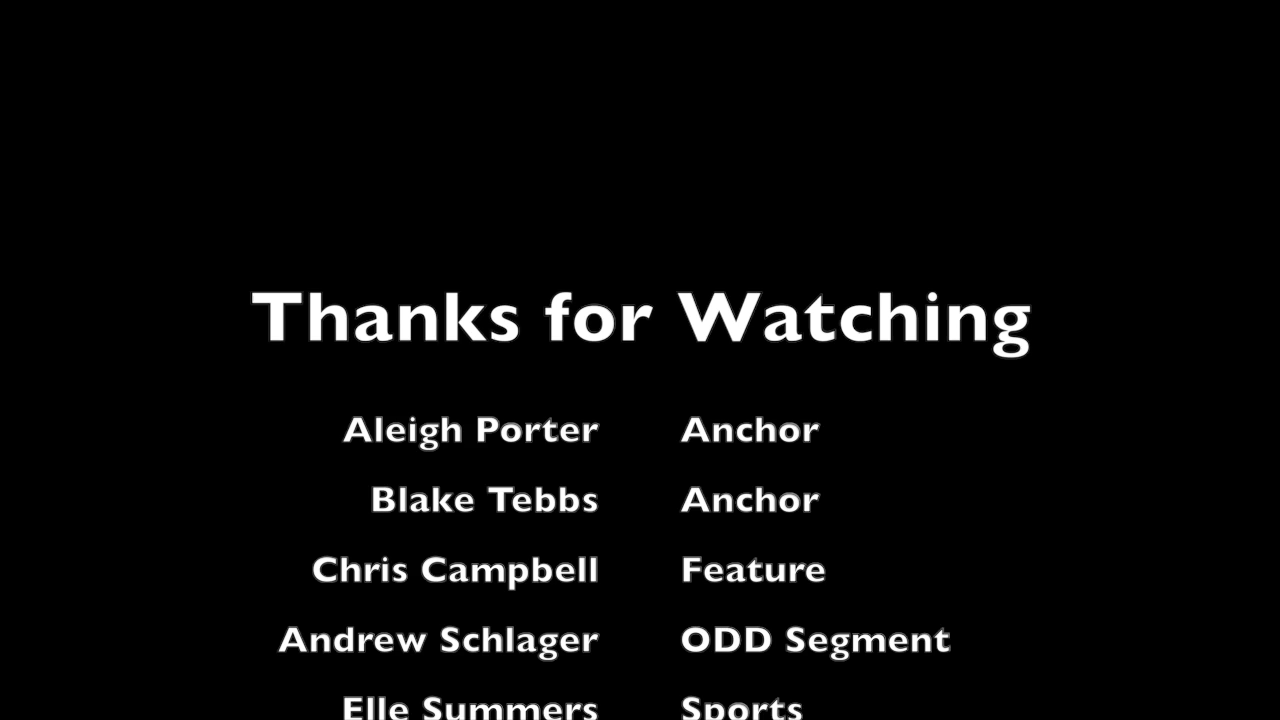 Thanks for Watching
Aleigh Porter Anchor
Blake Tebbs Anchor
Chris Campbell Feature
Andrew Schlager ODD Segment
Elle Summers Sports